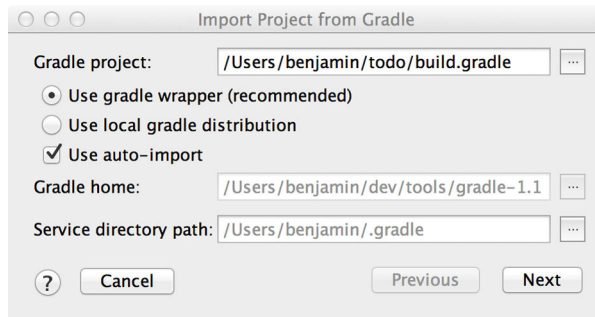 Import Project from Gradle
Gradle project: /Users/benjamin/todo/build.gradle ...
Use gradle wrapper (recommended)
Use local gradle distribution
Use auto-import
Gradle home: /Users/benjamin/dev/tools/gradle-1.1 ...
Service directory path: /Users/benjamin/.gradle ...
? Cancel Previous Next